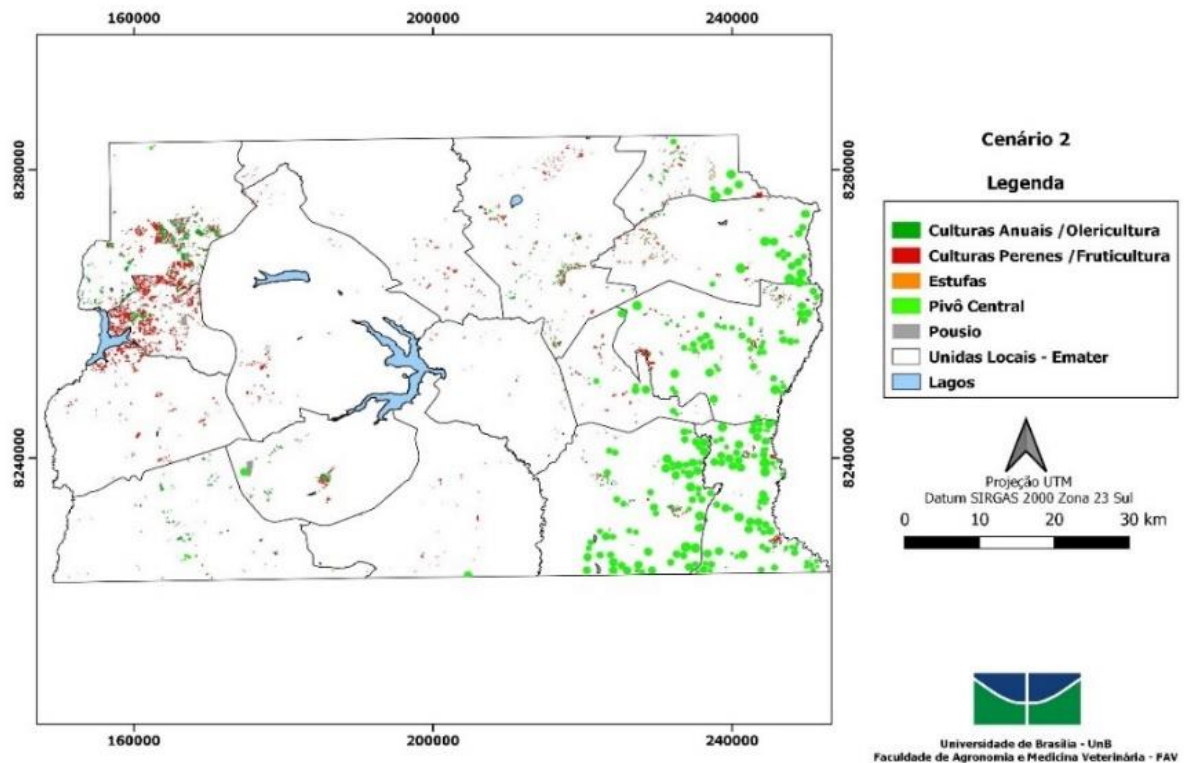 160000
200000
240000
8280000
8280000
8240000
8240000
160000
200000
240000
Cenário 2
Legenda
Culturas Anuais /Olericultura
Culturas Perenes /Fruticultura
Estufas
Pivô Central
Pousio
Unidas Locais - Emater
Lagos
Projeção UTM
Datum SIRGAS 2000 Zona 23 Sul
0 10 20 30 km
Universidade de Brasília - UnB
Faculdade de Agronomia e Medicina Veterinária - FAV